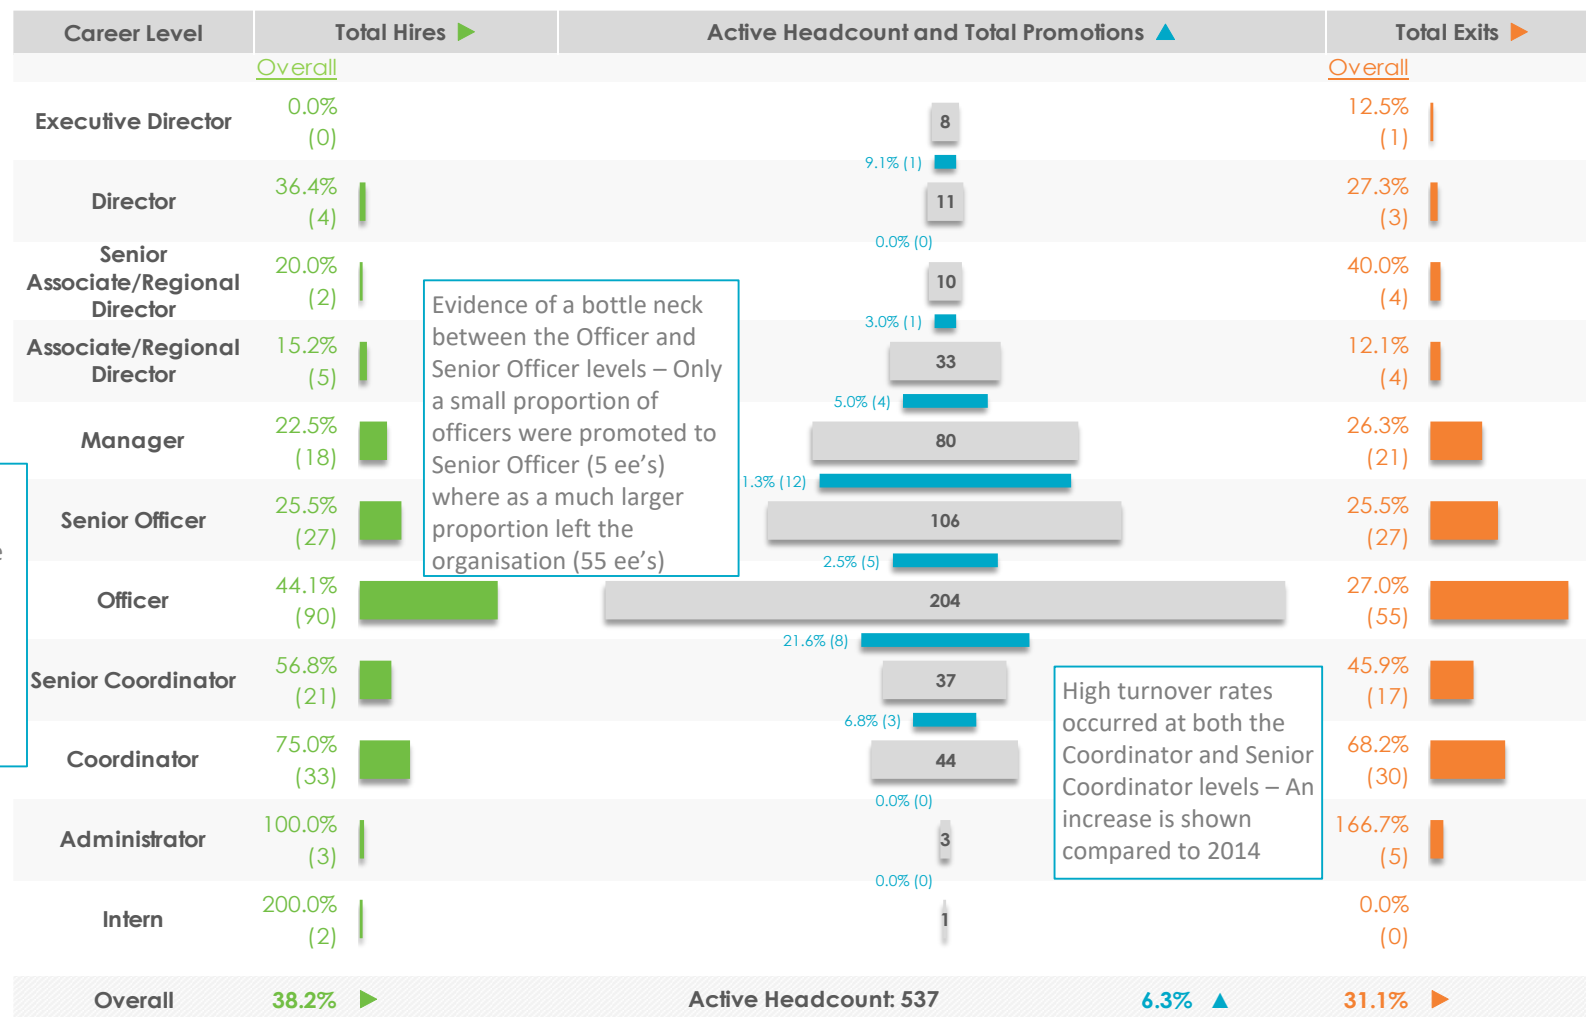 Career Level Total Hires Active Headcount and Total Promotions Total Exits
Overall Overall
Executive Director 0.0% (0) 8 12.5% (1)
9.1% (1)
Director 36.4% (4) 11 27.3% (3)
0.0% (0)
Senior
Associate/Regional
Director
20.0% (2) 10 40.0% (4)
3.0% (1)
Associate/Regional
Director
15.2% (5) 33 12.1% (4)
5.0% (4)
Manager 22.5% (18) 80 26.3% (21)
1.3% (12)
Senior Officer 25.5% (27) 106 25.5% (27)
2.5% (5)
Officer 44.1% (90) 204 27.0% (55)
21.6% (8)
Senior Coordinator 56.8% (21) 37 45.9% (17)
6.8% (3)
Coordinator 75.0% (33) 44 68.2% (30)
0.0% (0)
Administrator 100.0% (3) 3 166.7% (5)
0.0% (0)
Intern 200.0% (2) 1 0.0% (0)
Overall 38.2% Active Headcount: 537 6.3% 31.1%
Evidence of a bottle neck
between the Officer and
Senior Officer levels – Only
a small proportion of
officers were promoted to
Senior Officer (5 ee’s)
where as a much larger
proportion left the
organisation (55 ee’s)
High turnover rates
occurred at both the
Coordinator and Senior
Coordinator levels – An
increase is shown
compared to 2014